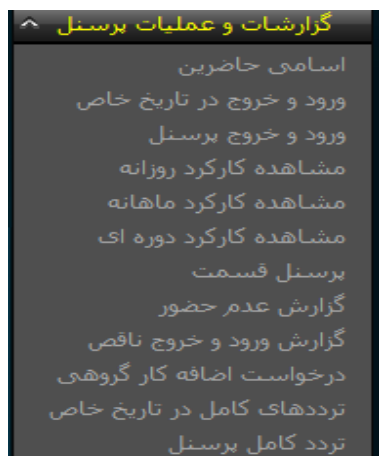 گزارشات و عملیات پرسنل
اسامی حاضرین
ورود و خروج در تاریخ خاص
ورود و خروج پرسنل
مشاهده کارکرد روزانه
مشاهده کارکرد ماهانه
مشاهده کارکرد دوره ای
پرسنل قسمت
گزارش عدم حضور
گزارش ورود و خروج ناقص
درخواست اضافه کار گروهی
ترددهای کامل در تاریخ خاص
تردد کامل پرسنل